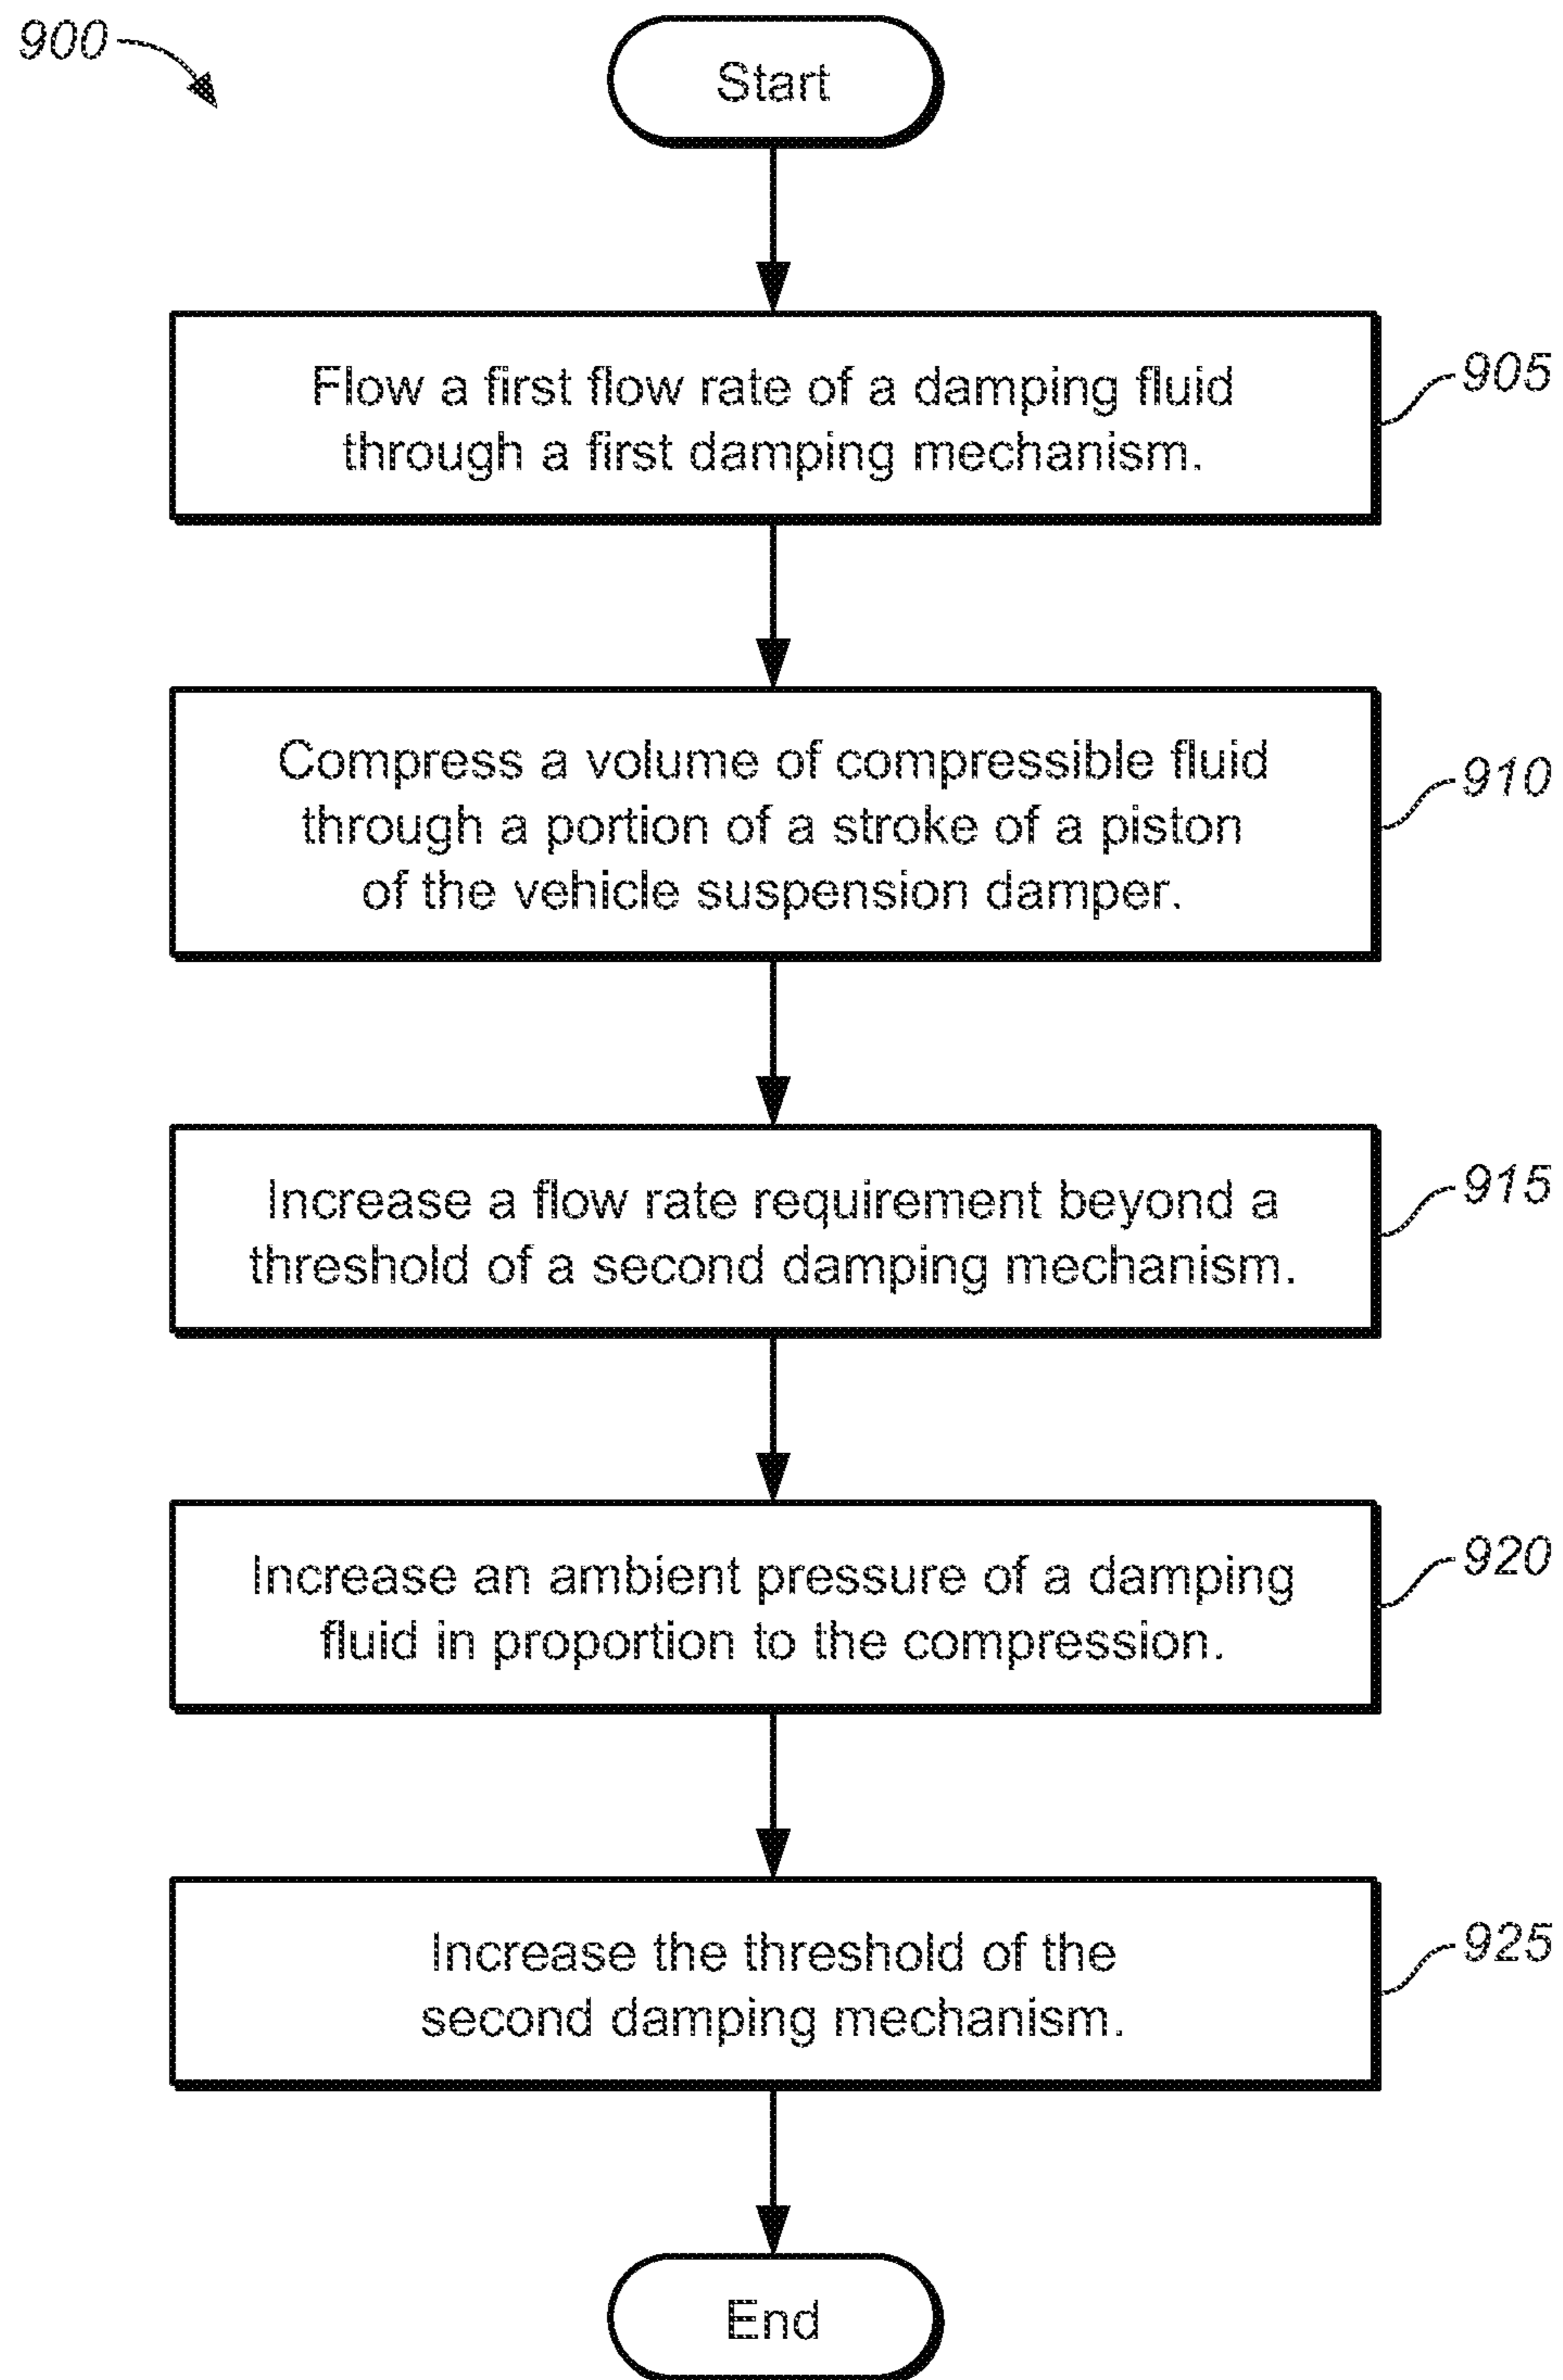 900
Start
Flow a first flow rate of a damping fluid
through a first damping mechanism.
905
Compress a volume of compressible fluid
through a portion of a stroke of a piston
of the vehicle suspension damper.
910
Increase a flow rate requirement beyond a
threshold of a second damping mechanism.
915
Increase an ambient pressure of a damping
fluid in proportion to the compression.
920
Increase the threshold of the
second damping mechanism.
925
End